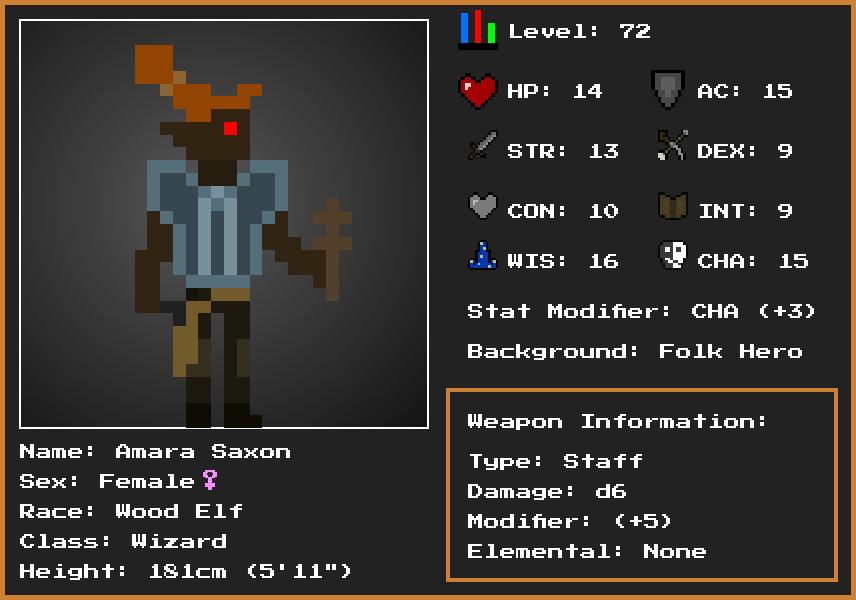 Level: 72
HP: 14 AC: 15
STR: 13 DEX: 9
CON: 10 INT: 9
WIS: 16 CHA: 15
Stat Modifier: CHA (+3)
Background: Folk Hero
Weapon Information:
Type: Staff
Damage: d6
Modifier: (+5)
Elemental: None
Name: Amara Saxon
Sex: Female♀
Race: Wood Elf
Class: Wizard
Height: 181cm (5'11")